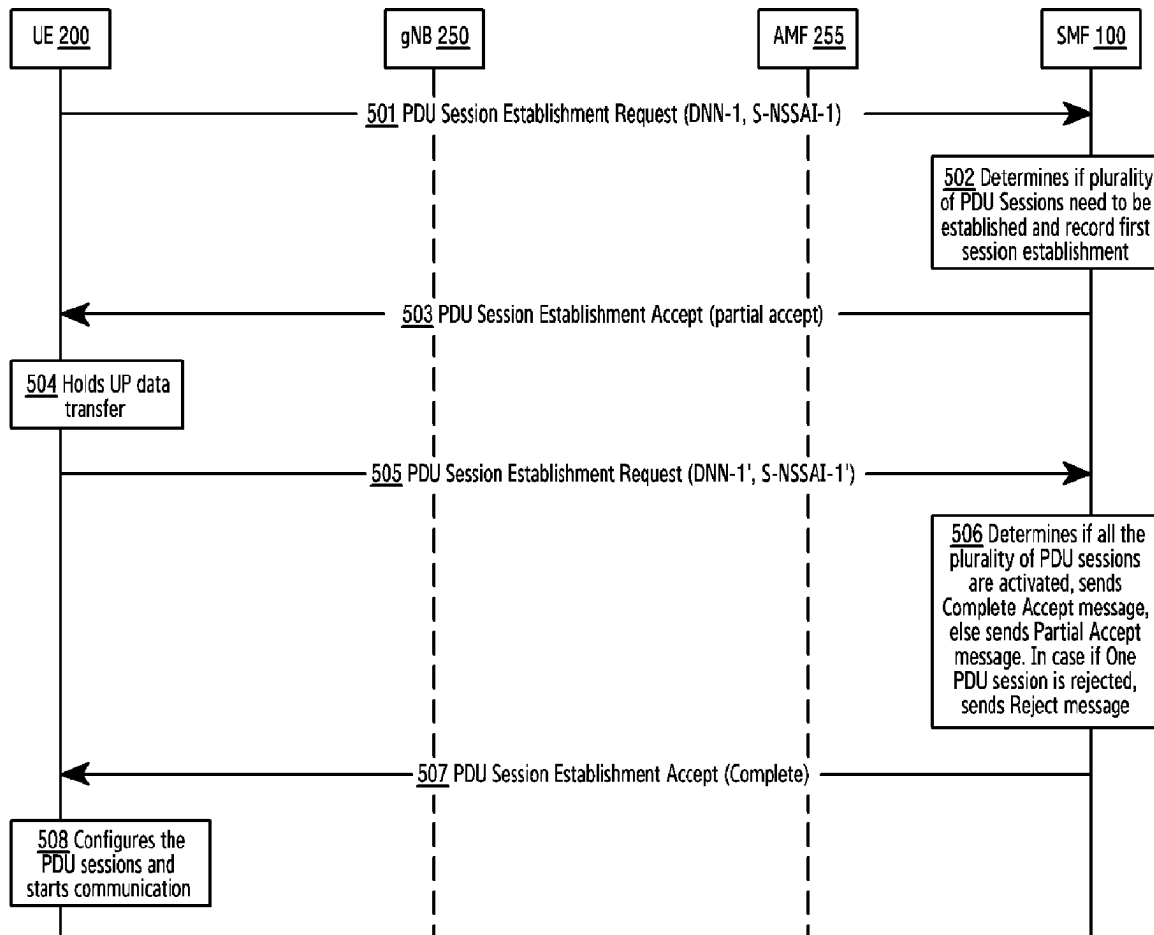 UE 200
gNB 250
AMF 255
SMF 100
501 PDU Session Establishment Request (DNN-1, S-NSSAI-1)
502 Determines if plurality
of PDU Sessions need to be
established and record first
session establishment
503 PDU Session Establishment Accept (partial accept)
504 Holds UP data
transfer
505 PDU Session Establishment Request (DNN-1', S-NSSAI-1')
506 Determines if all the
plurality of PDU sessions
are activated, sends
Complete Accept message,
else sends Partial Accept
message. In case if One
PDU session is rejected,
sends Reject message
507 PDU Session Establishment Accept (Complete)
508 Configures the
PDU sessions and
starts communication